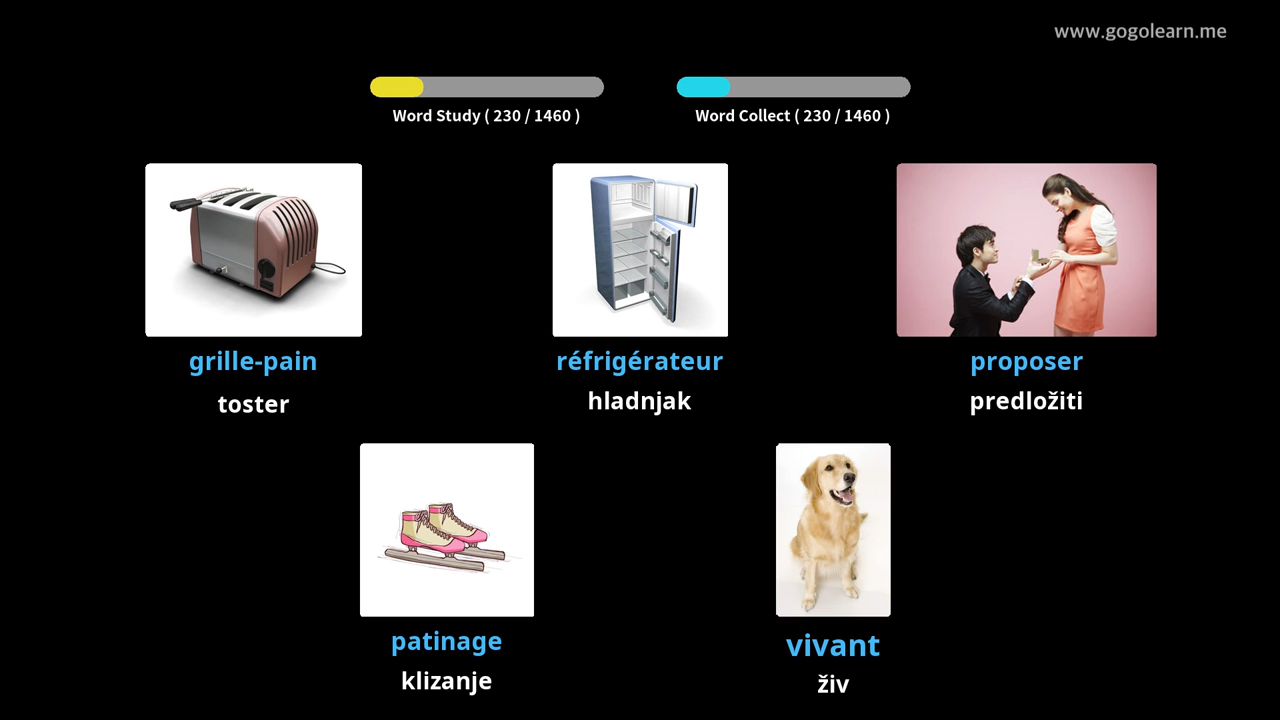 www.gogolearn.me
Word Study ( 230 / 1460 )
Word Collect ( 230 / 1460 )
grille-pain
réfrigérateur
proposer
toster
hladnjak
predložiti
patinage
vivant
klizanje
živ